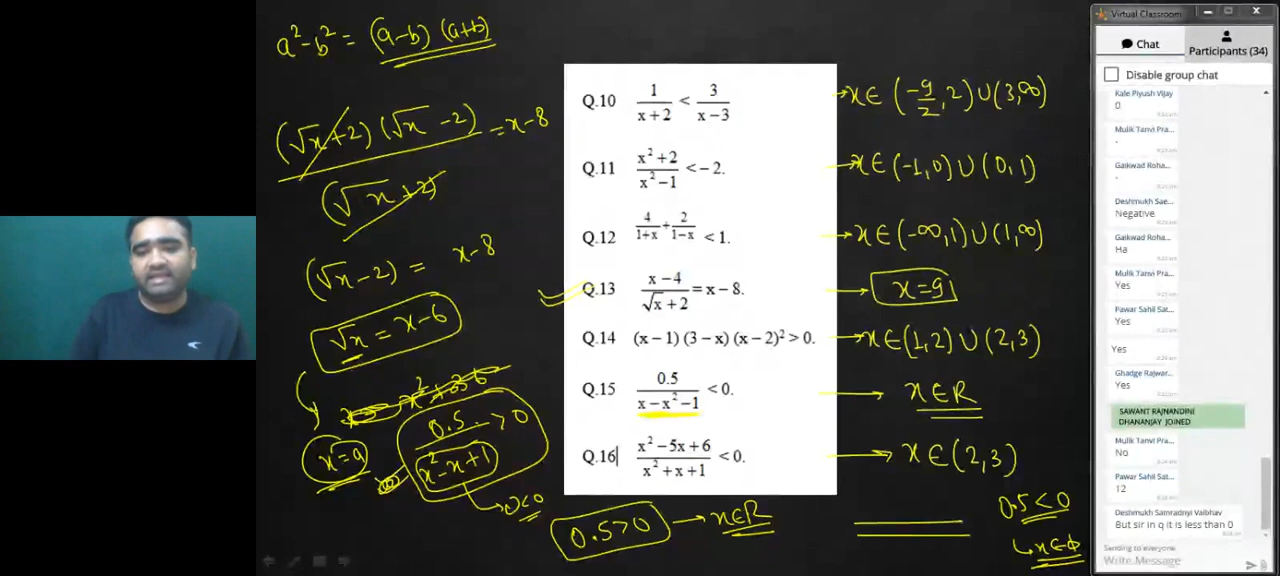 a² - b² = (a-b) (a+b)
(√x+2) (√x -2) = x-8
(√x+2)
(√x-2) = x-8
√x = x-6
x=9
0.5 > 0
x²-x+1
D<0
0.5>0 → x∈R
Q.10 1/(x+2) < 3/(x−3) → x∈ (-9/2, 2) ∪ (3,∞)
Q.11 (x²+2)/(x²−1) < −2. → x∈ (-1, 0) ∪ (0, 1)
Q.12 4/(1+x) + 2/(1−x) < 1. → x∈ (-∞,1) ∪ (1,∞)
Q.13 (x−4)/(√x+2) = x−8. → x=9
Q.14 (x−1) (3−x) (x−2)² > 0. → x∈(1,2) ∪ (2,3)
Q.15 0.5/(x−x²−1) < 0. → x∈R
Q.16 (x²−5x+6)/(x²+x+1) < 0. → x∈ (2,3)
0.5 < 0
↳ x∈ϕ
Virtual Classroom
Chat
Participants (34)
Disable group chat
Kale Piyush Vijay
0
Mulik Tanvi Pra...
-
Gaikwad Roha...
-
Deshmukh Sae...
Negative
Gaikwad Roha...
Ha
Mulik Tanvi Pra...
Yes
Pawar Sahil Sat...
Yes
Yes
Ghadge Rajwar...
Yes
SAWANT RAJNANDINI
DHANANJAY JOINED
Mulik Tanvi Pra...
No
Pawar Sahil Sat...
12
Deshmukh Samradnyi Vaibhav
But sir in q it is less than 0
Sending to everyone
Write Message...